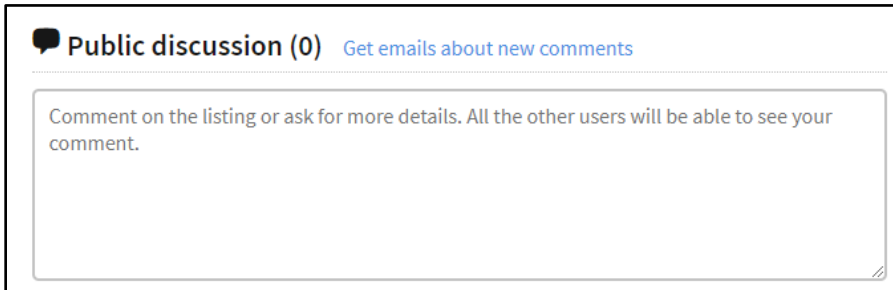 Public discussion (0) Get emails about new comments
Comment on the listing or ask for more details. All the other users will be able to see your
comment.